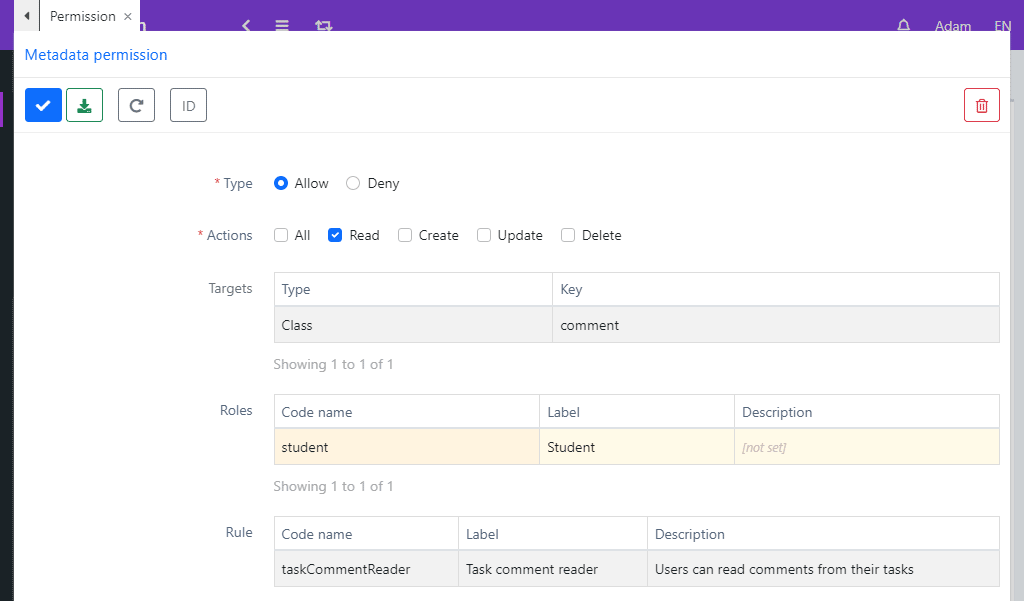 Permission ×
Adam EN
Metadata permission
ID
* Type Allow Deny
* Actions All Read Create Update Delete
Targets Type Key
Class comment
Showing 1 to 1 of 1
Roles Code name Label Description
student Student [not set]
Showing 1 to 1 of 1
Rule Code name Label Description
taskCommentReader Task comment reader Users can read comments from their tasks